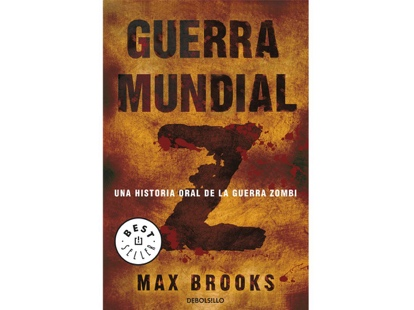 GUERRA
MUNDIAL
Z
UNA HISTORIA ORAL DE LA GUERRA ZOMBI
BEST
SELLER
MAX BROOKS
DEBOLSILLO